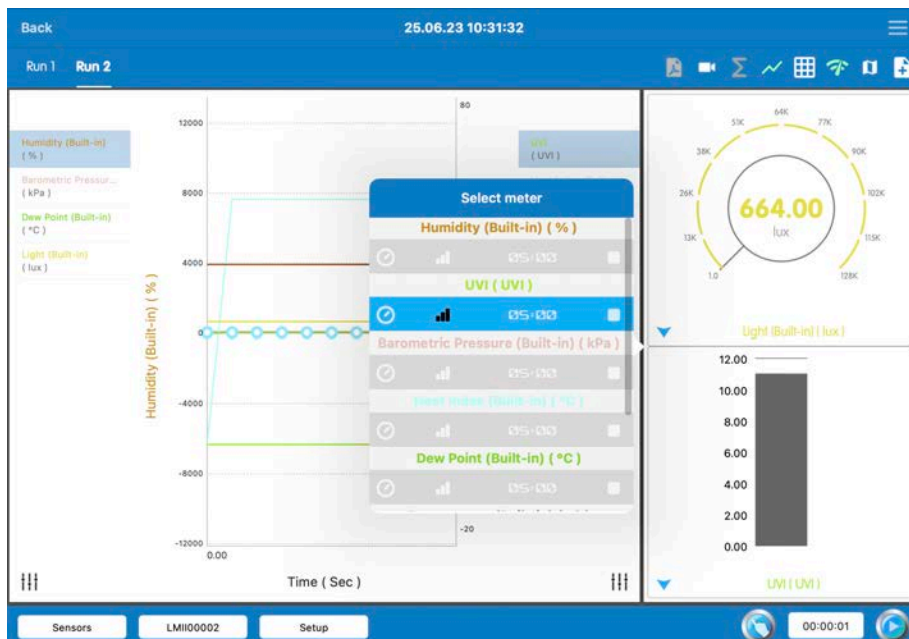 Back
25.06.23 10:31:32
Run 1
Run 2
Humidity (Built-in)
( % )
Barometric Pressur...
( kPa )
Dew Point (Built-in)
( °C )
Light (Built-in)
( lux )
Humidity (Built-in) ( % )
12000
8000
4000
0
-4000
-8000
-12000
0.00
Time ( Sec )
80
-20
UVI
( UVI )
Select meter
Humidity (Built-in) ( % )
05:00
UVI ( UVI )
05:00
Barometric Pressure (Built-in) ( kPa )
05:00
Heat Index (Built-in) ( °C )
05:00
Dew Point (Built-in) ( °C )
05:00
1.0
13K
26K
38K
51K
64K
77K
90K
102K
115K
128K
664.00
lux
Light (Built-in) ( lux )
12.00
10.00
8.00
6.00
4.00
2.00
0.00
UVI ( UVI )
Sensors
LMII00002
Setup
00:00:01